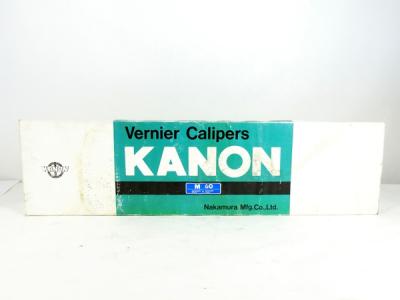 Vernier Calipers
KANON
M 60
Nakamura Mfg.Co.,Ltd.